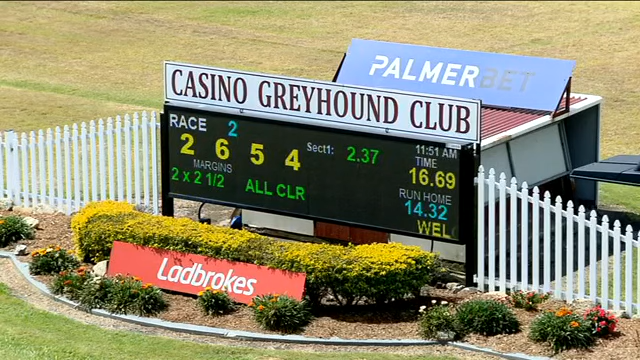 PALMERBET
CASINO GREYHOUND CLUB
RACE 2
2 6 5 4
Sect1: 2.37
11:51 AM
TIME
16.69
MARGINS
2 x 2 1/2
ALL CLR
RUN HOME
14.32
WEL
Ladbrokes